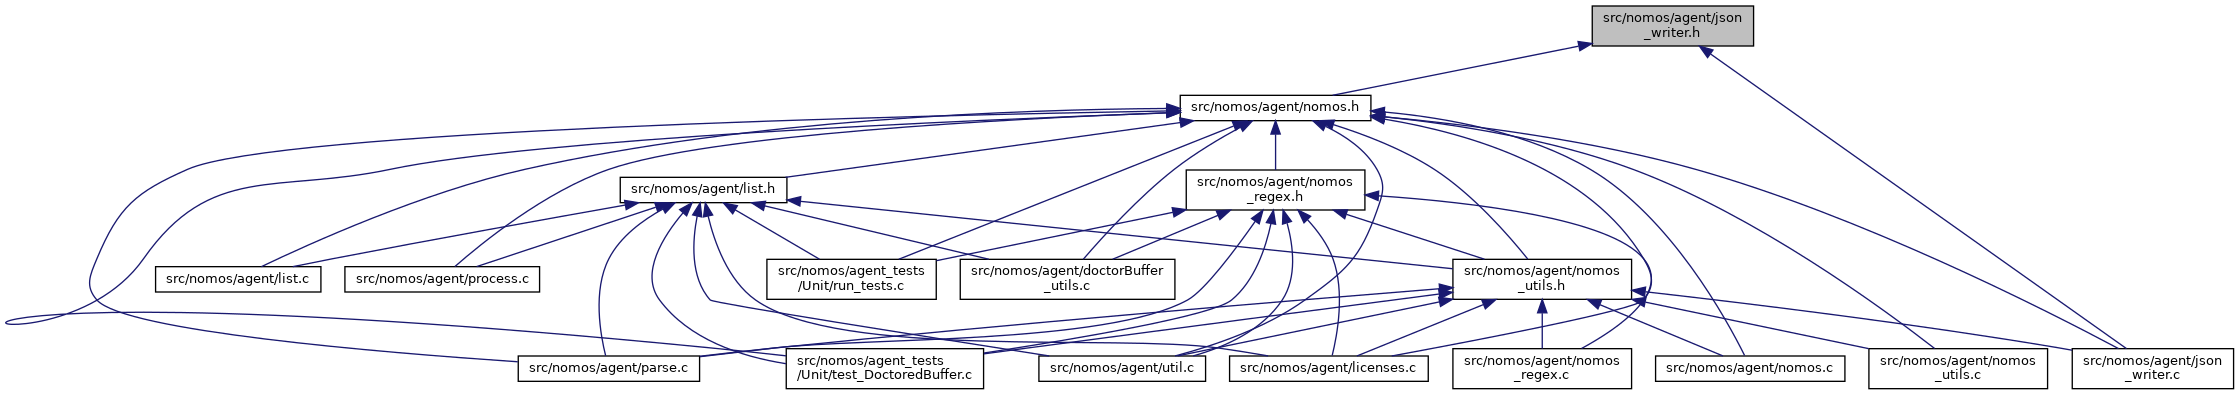 src/nomos/agent/json
_writer.h
src/nomos/agent/nomos.h
src/nomos/agent/list.h
src/nomos/agent/nomos
_regex.h
src/nomos/agent/list.c
src/nomos/agent/process.c
src/nomos/agent_tests
/Unit/run_tests.c
src/nomos/agent/doctorBuffer
_utils.c
src/nomos/agent/nomos
_utils.h
src/nomos/agent/parse.c
src/nomos/agent_tests
/Unit/test_DoctoredBuffer.c
src/nomos/agent/util.c
src/nomos/agent/licenses.c
src/nomos/agent/nomos
_regex.c
src/nomos/agent/nomos.c
src/nomos/agent/nomos
_utils.c
src/nomos/agent/json
_writer.c